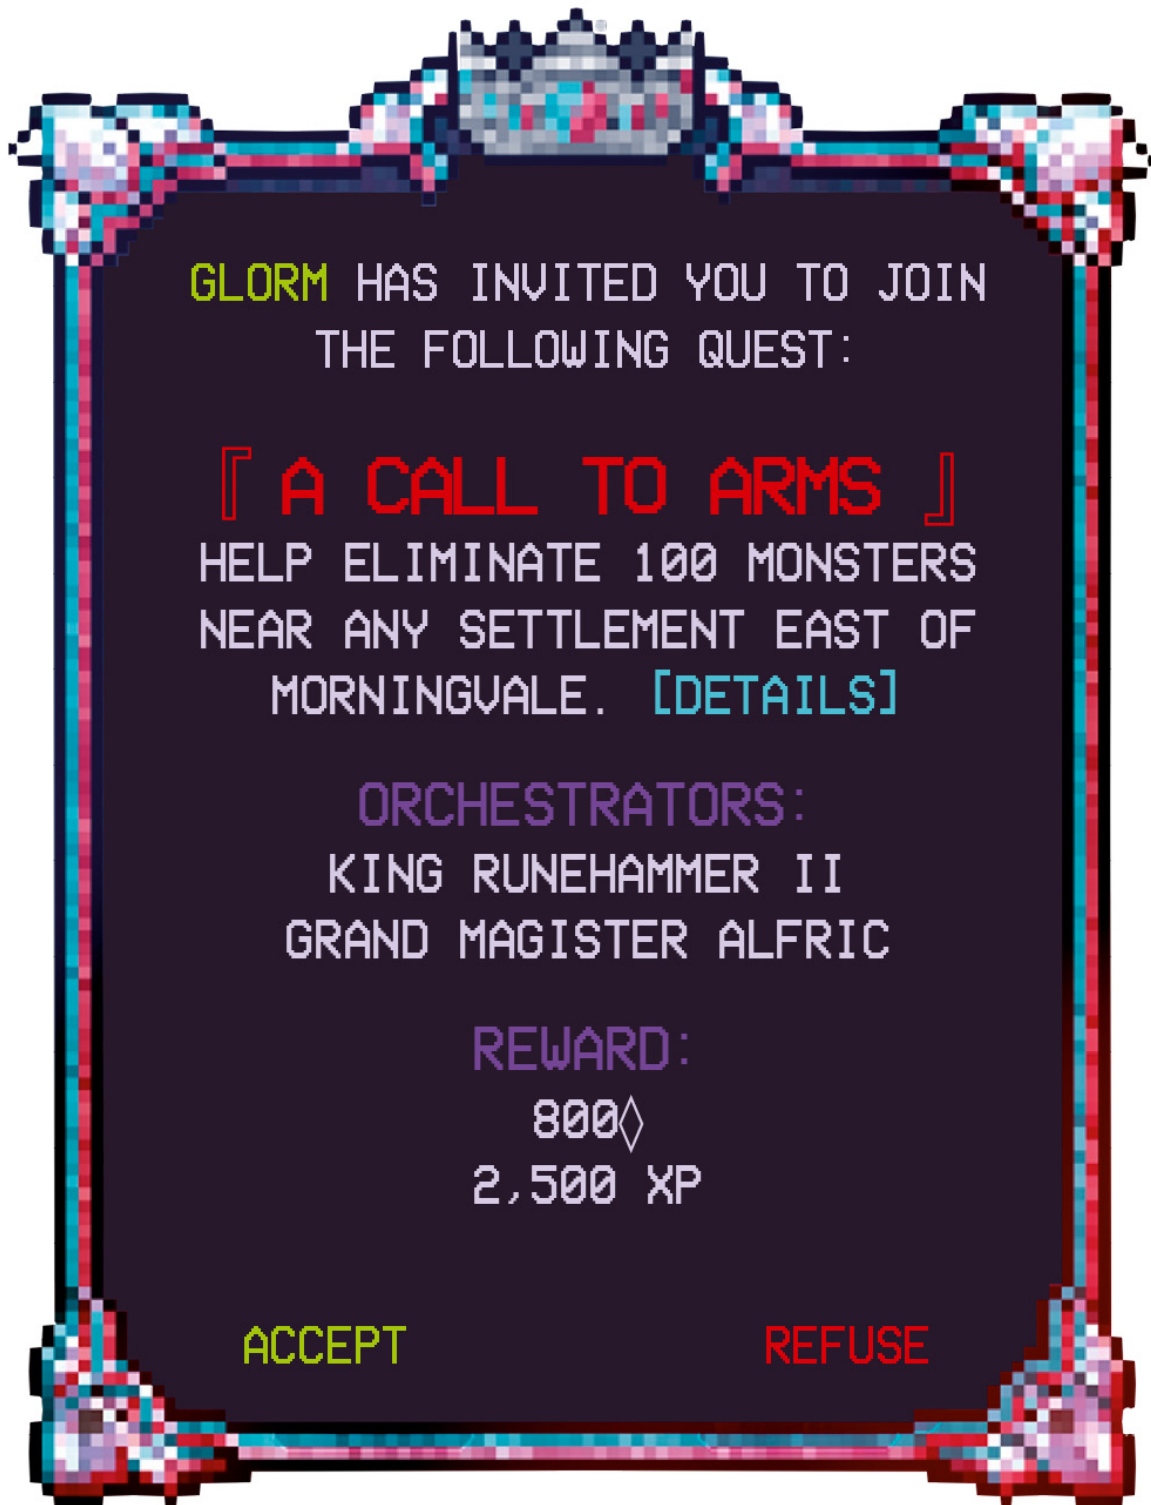 GLORM HAS INVITED YOU TO JOIN
THE FOLLOWING QUEST:
『 A CALL TO ARMS 』
HELP ELIMINATE 100 MONSTERS
NEAR ANY SETTLEMENT EAST OF
MORNINGVALE. [DETAILS]
ORCHESTRATORS:
KING RUNEHAMMER II
GRAND MAGISTER ALFRIC
REWARD:
800◊
2,500 XP
ACCEPT
REFUSE